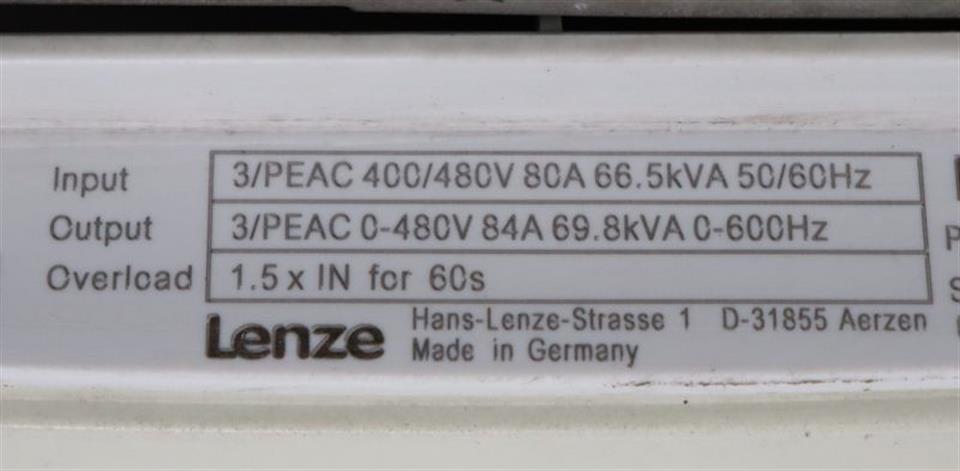 Input 3/PEAC 400/480V 80A 66.5kVA 50/60Hz
Output 3/PEAC 0-480V 84A 69.8kVA 0-600Hz
Overload 1.5 x IN for 60s
Lenze
Hans-Lenze-Strasse 1 D-31855 Aerzen
Made in Germany